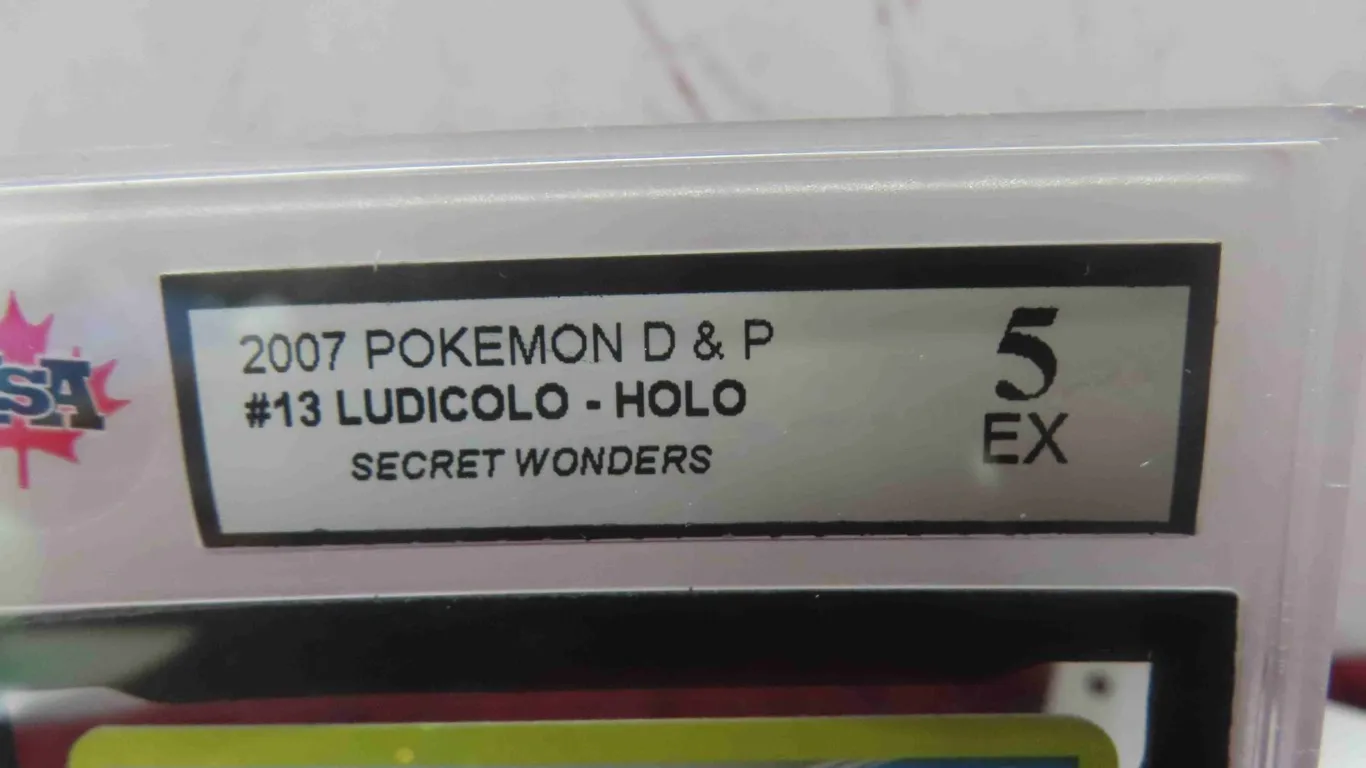 2007 POKEMON D & P
#13 LUDICOLO - HOLO
SECRET WONDERS
5
EX